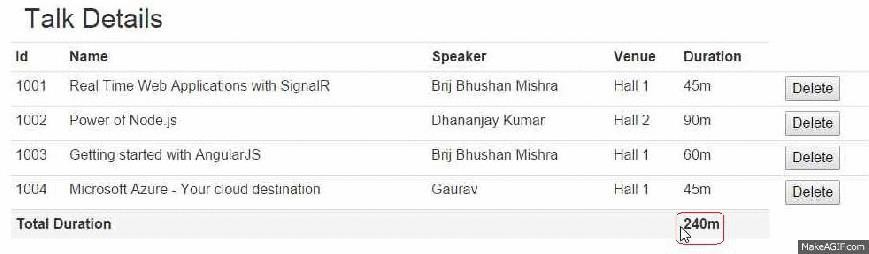 Talk Details
Id Name Speaker Venue Duration
1001 Real Time Web Applications with SignalR Brij Bhushan Mishra Hall 1 45m Delete
1002 Power of Node.js Dhananjay Kumar Hall 2 90m Delete
1003 Getting started with AngularJS Brij Bhushan Mishra Hall 1 60m Delete
1004 Microsoft Azure - Your cloud destination Gaurav Hall 1 45m Delete
Total Duration 240m
MakeAGIF.com